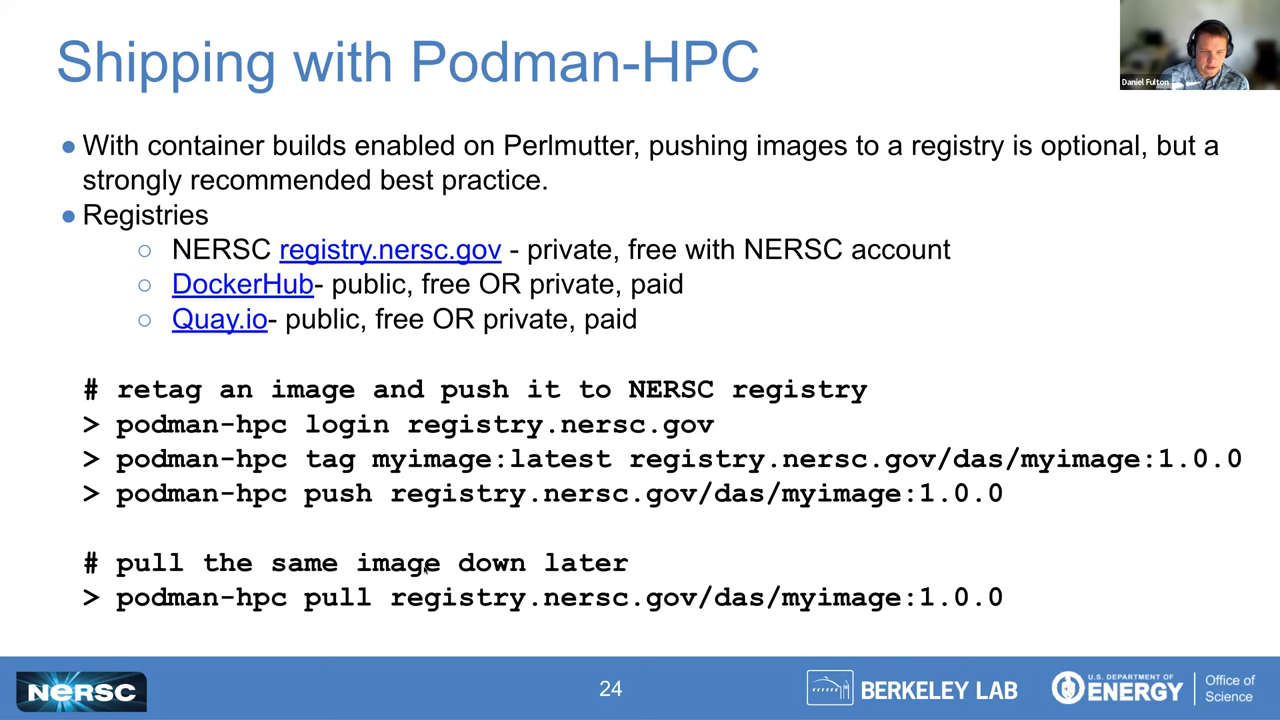 Shipping with Podman-HPC
Daniel Fulton
● With container builds enabled on Perlmutter, pushing images to a registry is optional, but a
strongly recommended best practice.
● Registries
○ NERSC registry.nersc.gov - private, free with NERSC account
○ DockerHub- public, free OR private, paid
○ Quay.io- public, free OR private, paid
# retag an image and push it to NERSC registry
> podman-hpc login registry.nersc.gov
> podman-hpc tag myimage:latest registry.nersc.gov/das/myimage:1.0.0
> podman-hpc push registry.nersc.gov/das/myimage:1.0.0
# pull the same image down later
> podman-hpc pull registry.nersc.gov/das/myimage:1.0.0
NERSC
24
BERKELEY LAB
U.S. DEPARTMENT OF
ENERGY
Office of
Science